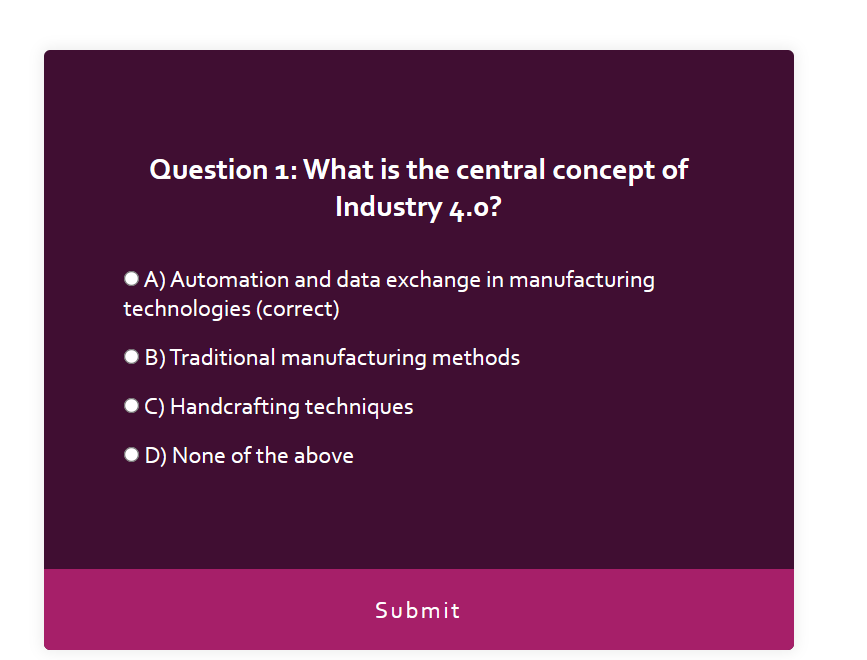 Question 1: What is the central concept of
Industry 4.0?
A) Automation and data exchange in manufacturing
technologies (correct)
B) Traditional manufacturing methods
C) Handcrafting techniques
D) None of the above
Submit